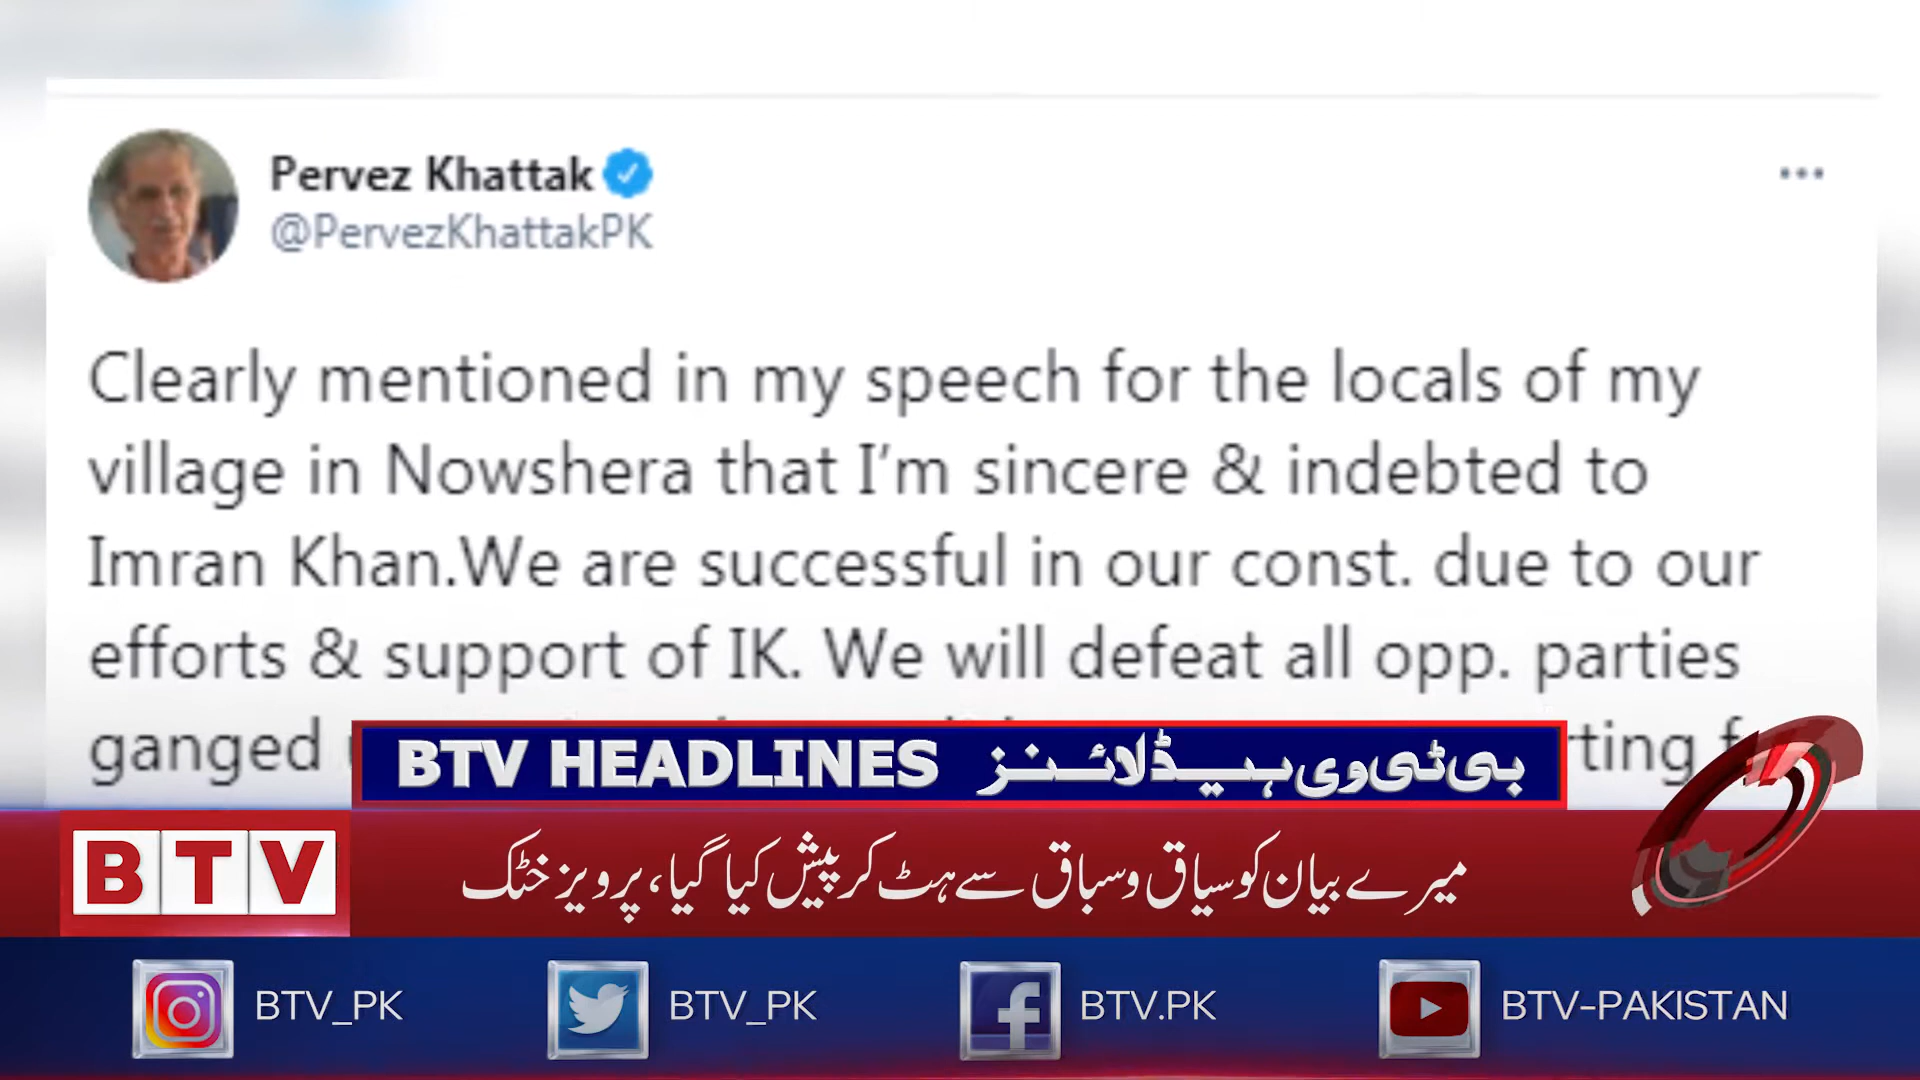 Pervez Khattak
@PervezKhattakPK
Clearly mentioned in my speech for the locals of my
village in Nowshera that I'm sincere & indebted to
Imran Khan.We are successful in our const. due to our
efforts & support of IK. We will defeat all opp. parties
ganged
BTV HEADLINES بی ٹی وی ہیڈلائنز
BTV
میرے بیان کو سیاق و سباق سے ہٹ کر پیش کیا گیا، پرویز خٹک
BTV_PK
BTV_PK
BTV.PK
BTV-PAKISTAN